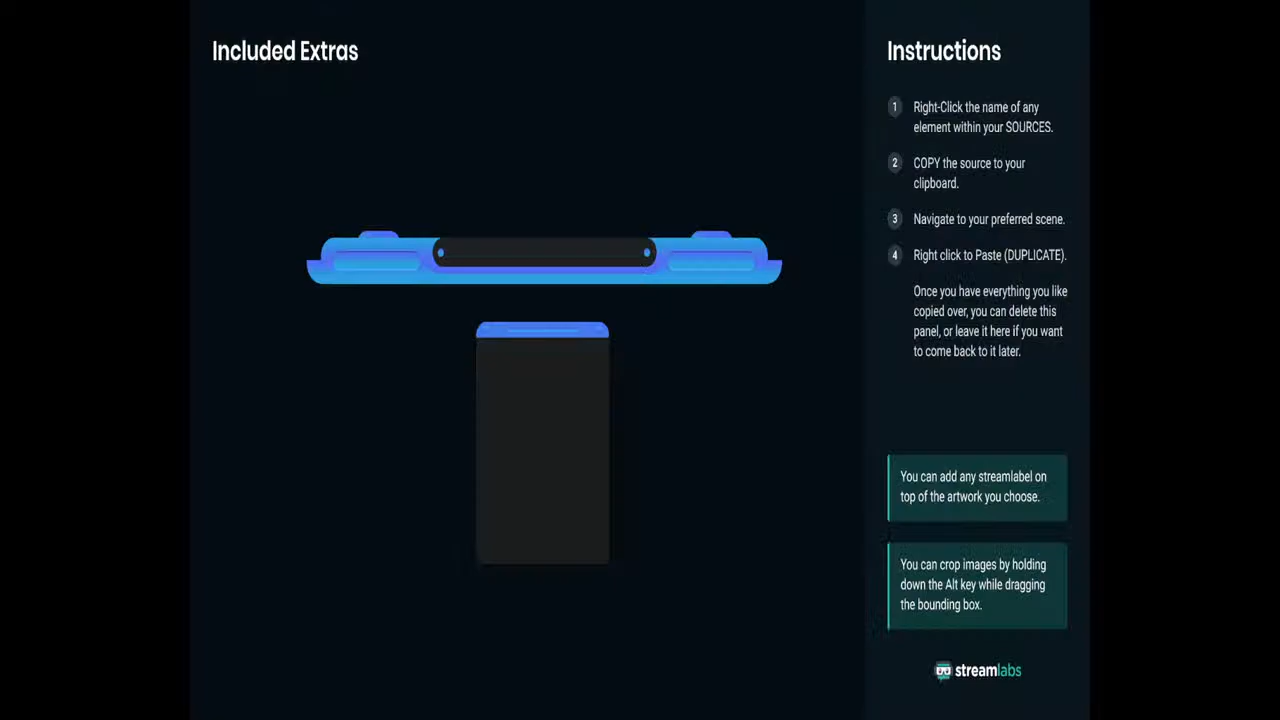 Included Extras
Instructions
1 Right-Click the name of any
element within your SOURCES.
2 COPY the source to your
clipboard.
3 Navigate to your preferred scene.
4 Right click to Paste (DUPLICATE).
Once you have everything you like
copied over, you can delete this
panel, or leave it here if you want
to come back to it later.
You can add any streamlabel on
top of the artwork you choose.
You can crop images by holding
down the Alt key while dragging
the bounding box.
streamlabs